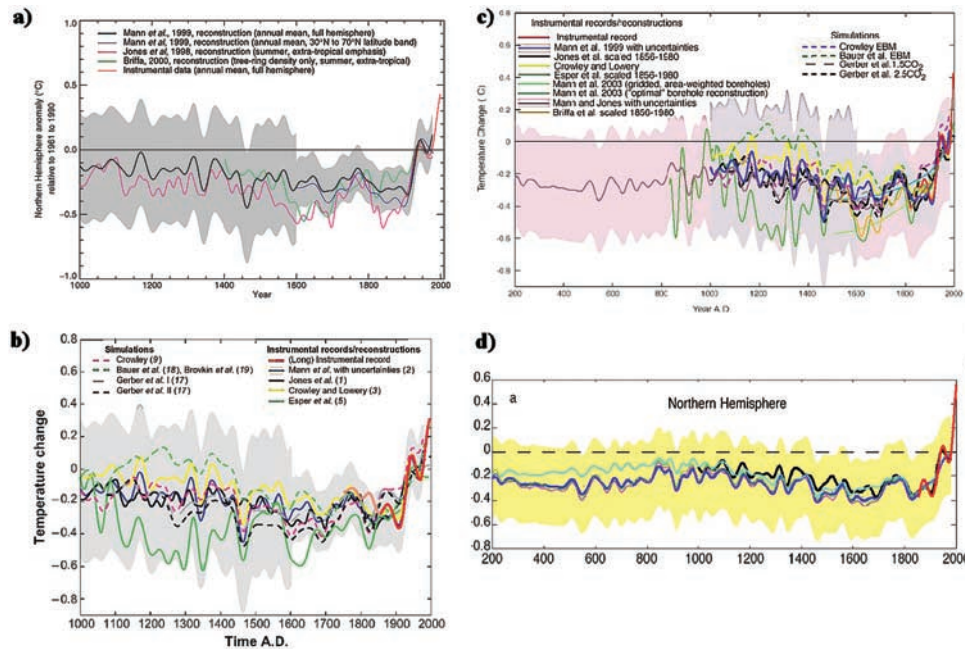 a)
Mann et al., 1999, reconstruction (annual mean, full hemisphere)
Mann et al, 1999, reconstruction (annual mean, 30°N to 70°N latitude band)
Jones et al, 1998, reconstruction (summer, extra-tropical emphasis)
Briffa, 2000, reconstruction (tree-ring density only, summer, extra-tropical)
Instrumental data (annual mean, full hemisphere)
Northern Hemisphere anomaly (°C)
relative to 1961 to 1990
1.0
0.5
0.0
-0.5
-1.0
1000 1200 1400 1600 1800 2000
Year
c)
Instrumental records/reconstructions
Instrumental record
Mann et al. 1999 with uncertainties
Jones et al. scaled 1856-1980
Crowley and Lowery
Esper et al. scaled 1856-1980
Mann et al. 2003 (gridded, area-weighted boreholes)
Mann et al. 2003 ("optimal" borehole reconstruction)
Mann and Jones with uncertainties
Briffa et al. scaled 1856-1980
Simulations
Crowley EBM
Bauer et al. EBM
Gerber et al. 1.5CO2
Gerber et al. 2.5CO2
Temperature Change (°C)
0.8
0.6
0.4
0.2
0
-0.2
-0.4
-0.6
-0.8
200 400 600 800 1000 1200 1400 1600 1800 2000
Year A.D.
b)
Simulations
Crowley (9)
Bauer et al. (18), Brovkin et al. (19)
Gerber et al. I (17)
Gerber et al. II (17)
Instrumental records/reconstructions
(Long) Instrumental record
Mann et al. with uncertainties (2)
Jones et al. (1)
Crowley and Lowery (3)
Esper et al. (5)
Temperature change
0.8
0.6
0.4
0.2
0
-0.2
-0.4
-0.6
-0.8
1000 1100 1200 1300 1400 1500 1600 1700 1800 1900 2000
Time A.D.
d)
a
Northern Hemisphere
0.6
0.4
0.2
0
-0.2
-0.4
-0.6
-0.8
200 400 600 800 1000 1200 1400 1600 1800 2000